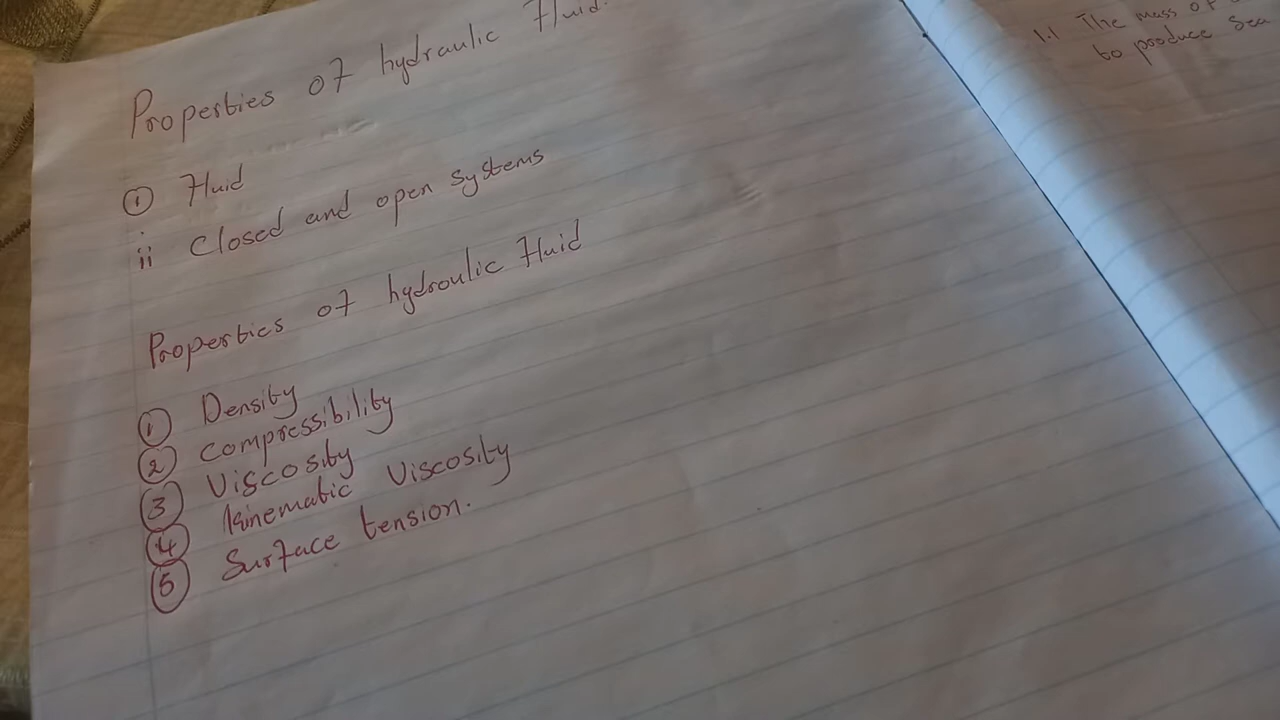 Properties of hydraulic Fluid.
① Fluid
ii Closed and open systems
Properties of hydraulic Fluid
① Density
② Compressibility
③ Viscosity
④ kinematic Viscosity
⑤ Surface tension.
1.1 The mass of
to produce Sea